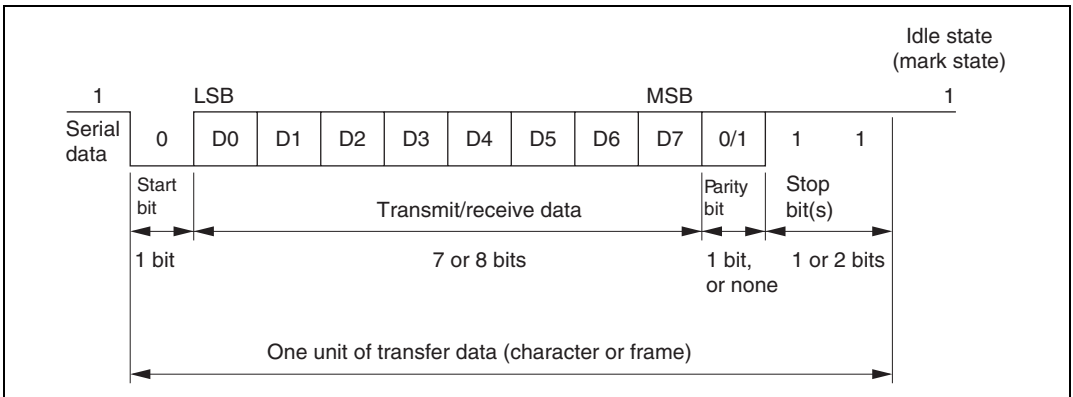 Idle state
(mark state)
1 LSB MSB 1
Serial
data
0 D0 D1 D2 D3 D4 D5 D6 D7 0/1 1 1
Start
bit
Transmit/receive data
Parity
bit
Stop
bit(s)
1 bit
7 or 8 bits
1 bit,
or none
1 or 2 bits
One unit of transfer data (character or frame)